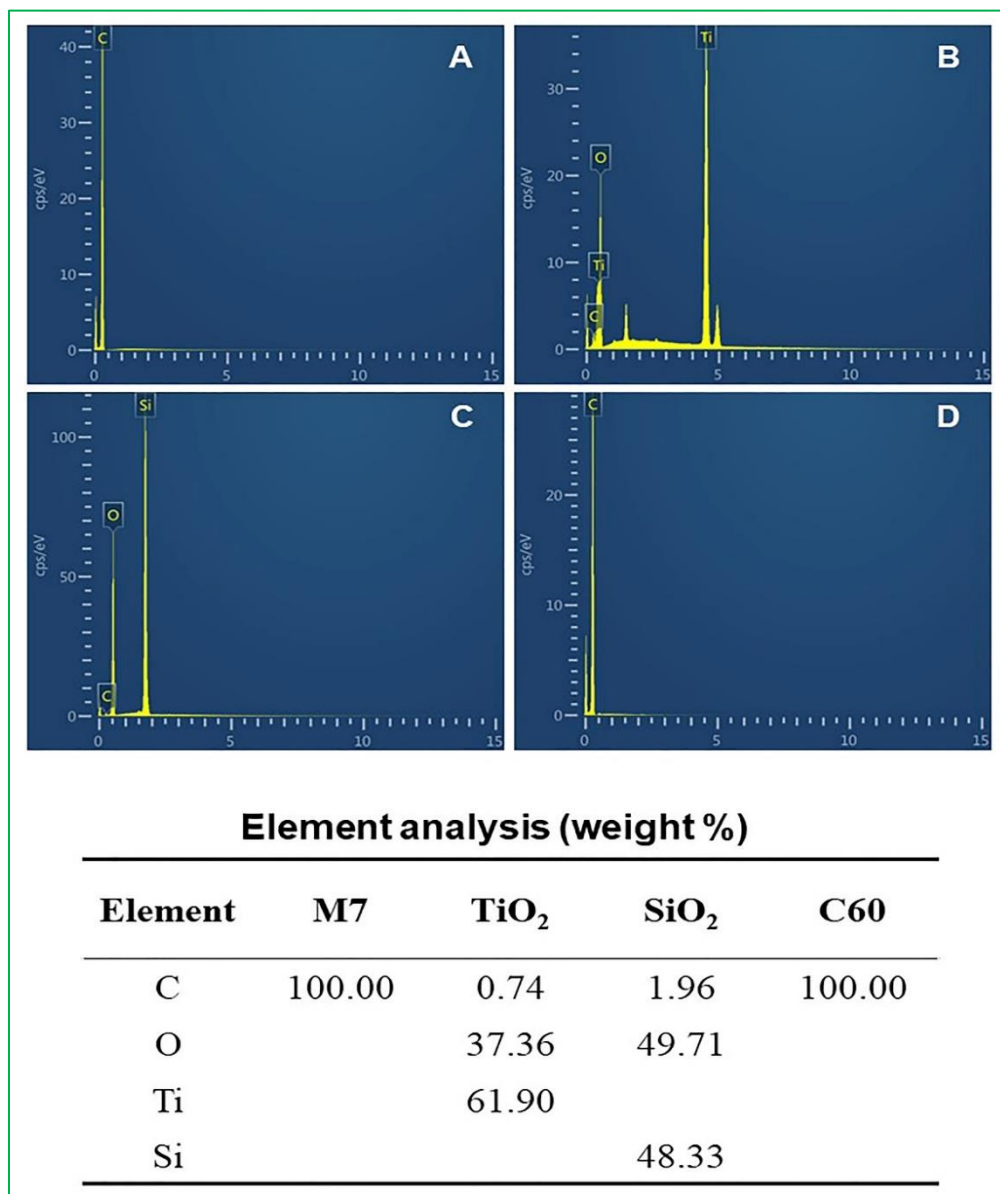 A
C
cps/eV
40
30
20
10
0
0 5 10 15
B
Ti
O
Ti
C
cps/eV
30
20
10
0
0 5 10 15
C
Si
O
C
cps/eV
100
50
0
0 5 10 15
D
C
cps/eV
20
10
0
0 5 10 15
Element analysis (weight %)
Element M7 TiO₂ SiO₂ C60
C 100.00 0.74 1.96 100.00
O 37.36 49.71
Ti 61.90
Si 48.33